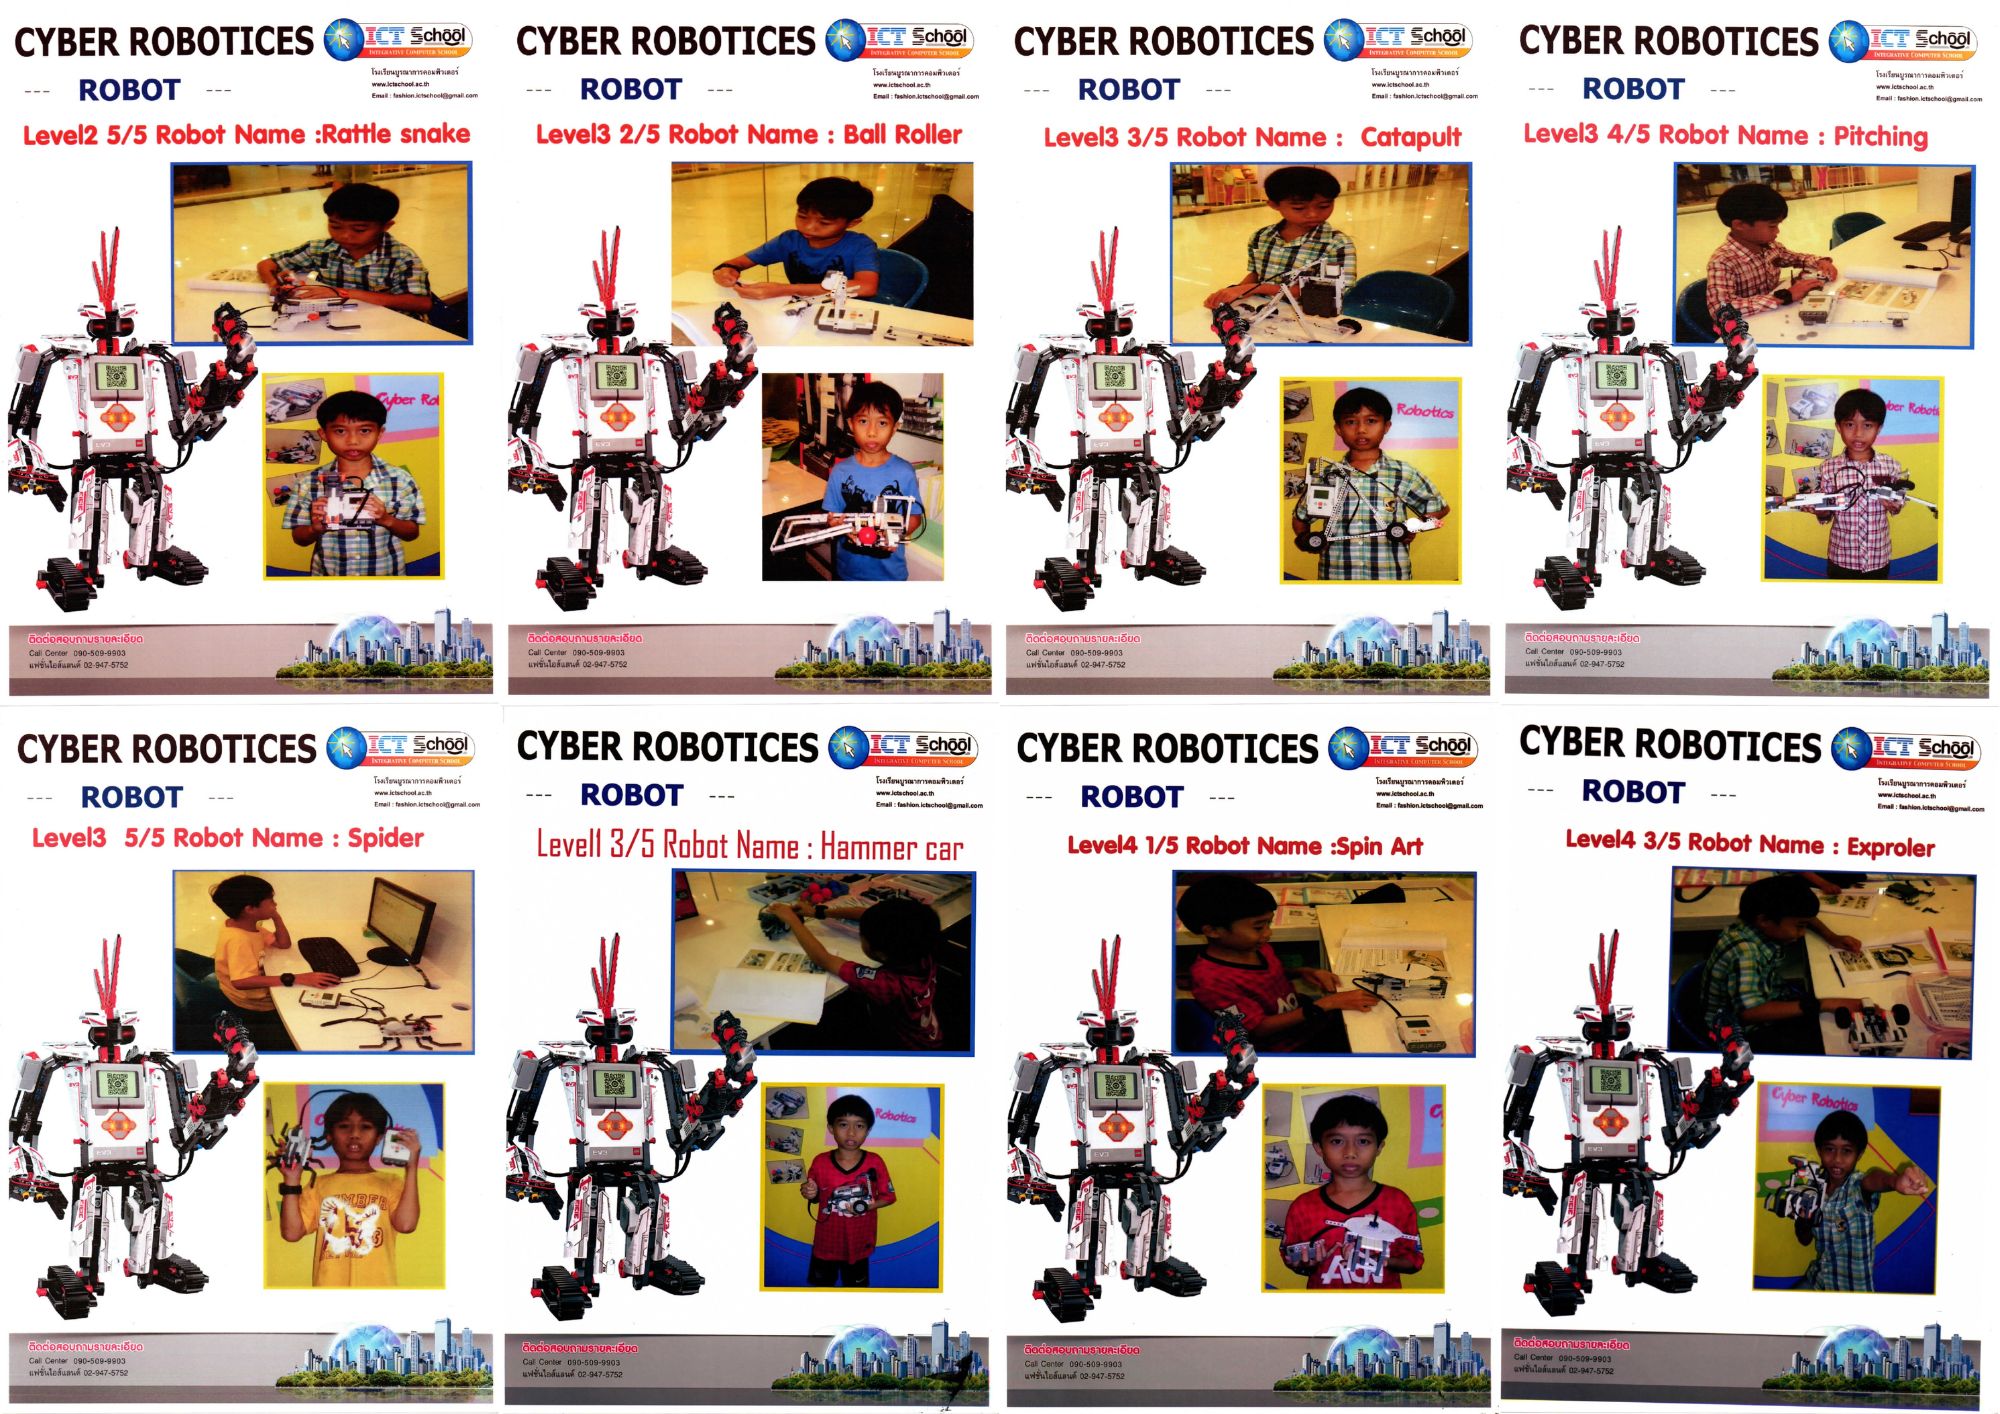 CYBER ROBOTICES
ICT School
INTEGRATIVE COMPUTER SCHOOL
โรงเรียนบูรณาการคอมพิวเตอร์
www.ictschool.ac.th
Email : fashion.ictschool@gmail.com
--- ROBOT ---
Level2 5/5 Robot Name :Rattle snake
Cyber Rob
EV3
ติดต่อสอบถามรายละเอียด
Call Center 090-509-9903
แฟชั่นไอส์แลนด์ 02-947-5752
CYBER ROBOTICES
ICT School
INTEGRATIVE COMPUTER SCHOOL
โรงเรียนบูรณาการคอมพิวเตอร์
www.ictschool.ac.th
Email : fashion.ictschool@gmail.com
--- ROBOT ---
Level3 2/5 Robot Name : Ball Roller
EV3
ติดต่อสอบถามรายละเอียด
Call Center 090-509-9903
แฟชั่นไอส์แลนด์ 02-947-5752
CYBER ROBOTICES
ICT School
INTEGRATIVE COMPUTER SCHOOL
โรงเรียนบูรณาการคอมพิวเตอร์
www.ictschool.ac.th
Email : fashion.ictschool@gmail.com
--- ROBOT ---
Level3 3/5 Robot Name : Catapult
Robotics
EV3
ติดต่อสอบถามรายละเอียด
Call Center 090-509-9903
แฟชั่นไอส์แลนด์ 02-947-5752
CYBER ROBOTICES
ICT School
INTEGRATIVE COMPUTER SCHOOL
โรงเรียนบูรณาการคอมพิวเตอร์
www.ictschool.ac.th
Email : fashion.ictschool@gmail.com
--- ROBOT ---
Level3 4/5 Robot Name : Pitching
yber Roboti
EV3
ติดต่อสอบถามรายละเอียด
Call Center 090-509-9903
แฟชั่นไอส์แลนด์ 02-947-5752
CYBER ROBOTICES
ICT School
INTEGRATIVE COMPUTER SCHOOL
โรงเรียนบูรณาการคอมพิวเตอร์
www.ictschool.ac.th
Email : fashion.ictschool@gmail.com
--- ROBOT ---
Level3 5/5 Robot Name : Spider
EV3
ติดต่อสอบถามรายละเอียด
Call Center 090-509-9903
แฟชั่นไอส์แลนด์ 02-947-5752
CYBER ROBOTICES
ICT School
INTEGRATIVE COMPUTER SCHOOL
โรงเรียนบูรณาการคอมพิวเตอร์
www.ictschool.ac.th
Email : fashion.ictschool@gmail.com
--- ROBOT ---
Level1 3/5 Robot Name : Hammer car
Robotics
EV3
ติดต่อสอบถามรายละเอียด
Call Center 090-509-9903
แฟชั่นไอส์แลนด์ 02-947-5752
CYBER ROBOTICES
ICT School
INTEGRATIVE COMPUTER SCHOOL
โรงเรียนบูรณาการคอมพิวเตอร์
www.ictschool.ac.th
Email : fashion.ictschool@gmail.com
--- ROBOT ---
Level4 1/5 Robot Name :Spin Art
AON
EV3
ติดต่อสอบถามรายละเอียด
Call Center 090-509-9903
แฟชั่นไอส์แลนด์ 02-947-5752
CYBER ROBOTICES
ICT School
INTEGRATIVE COMPUTER SCHOOL
โรงเรียนบูรณาการคอมพิวเตอร์
www.ictschool.ac.th
Email : fashion.ictschool@gmail.com
--- ROBOT ---
Level4 3/5 Robot Name : Exproler
Cyber Robotics
EV3
ติดต่อสอบถามรายละเอียด
Call Center 090-509-9903
แฟชั่นไอส์แลนด์ 02-947-5752